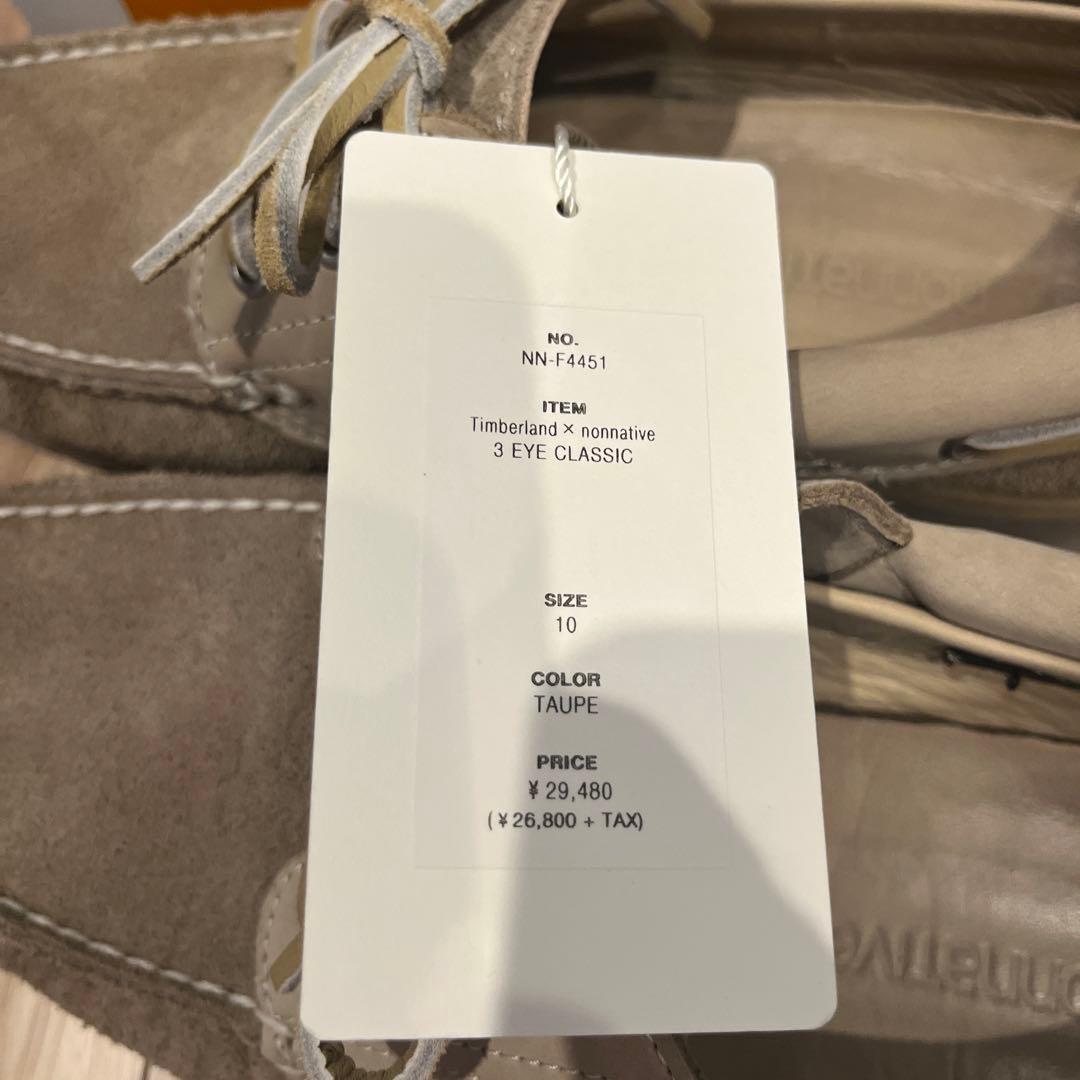 NO.
NN-F4451
ITEM
Timberland × nonnative
3 EYE CLASSIC
SIZE
10
COLOR
TAUPE
PRICE
¥ 29,480
(¥26,800 + TAX)